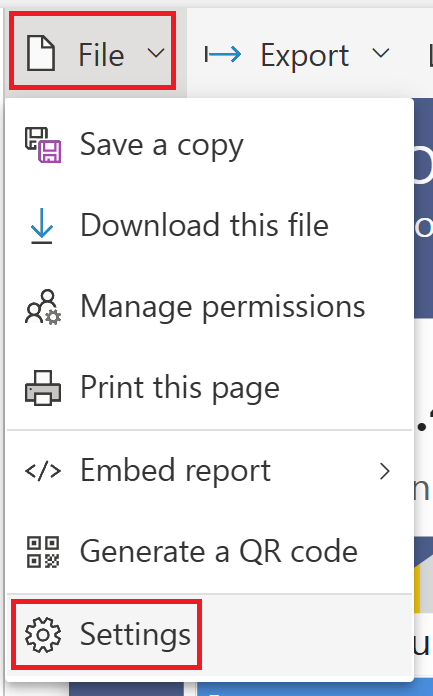 File Export
Save a copy
Download this file
Manage permissions
Print this page
</> Embed report
Generate a QR code
Settings